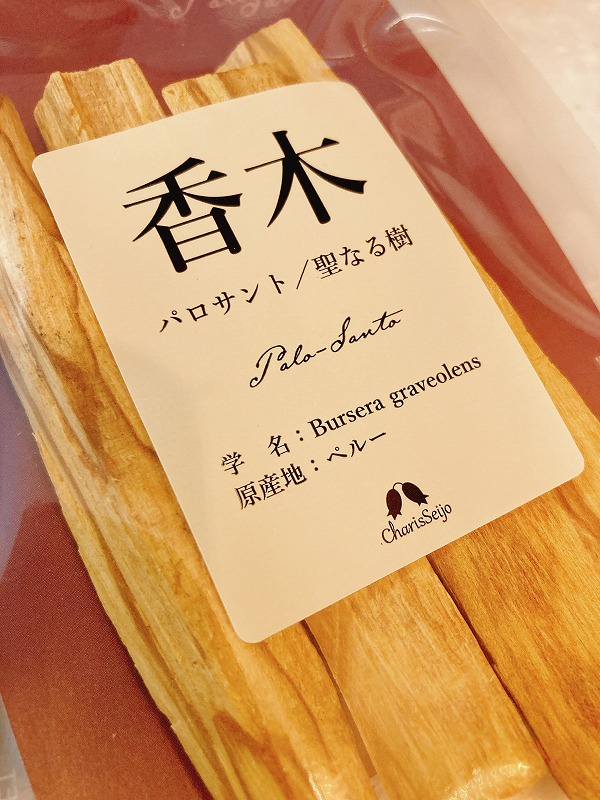 香木
パロサント／聖なる樹
Palo-Santo
学　名：Bursera graveolens
原産地：ペルー
CharisSeijo